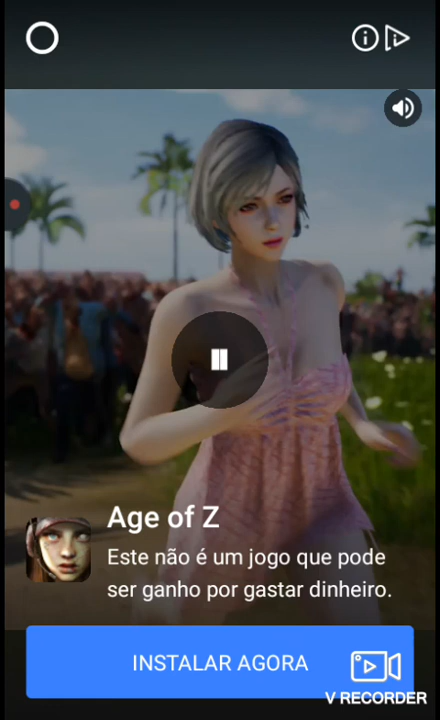 Age of Z
Este não é um jogo que pode
ser ganho por gastar dinheiro.
INSTALAR AGORA
V RECORDER